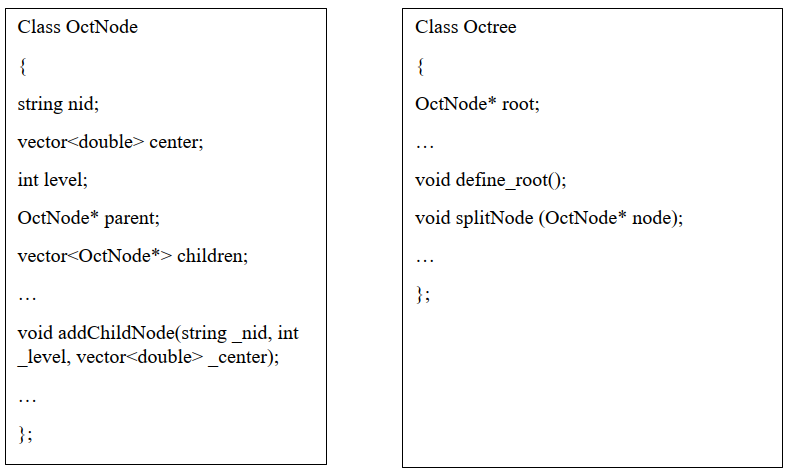 Class OctNode
{
string nid;
vector<double> center;
int level;
OctNode* parent;
vector<OctNode*> children;
…
void addChildNode(string _nid, int
_level, vector<double> _center);
…
};
Class Octree
{
OctNode* root;
…
void define_root();
void splitNode (OctNode* node);
…
};